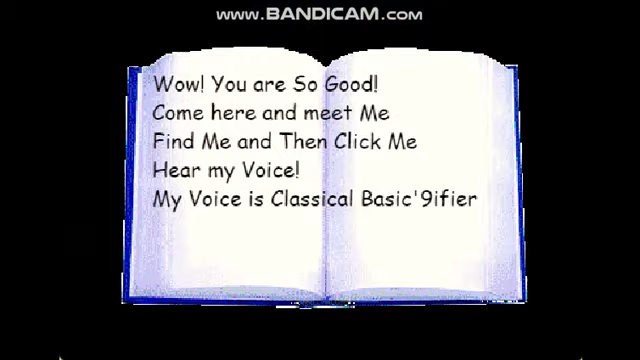 www.BANDICAM.com
Wow! You are So Good!
Come here and meet Me
Find Me and Then Click Me
Hear my Voice!
My Voice is Classical Basic'9ifier